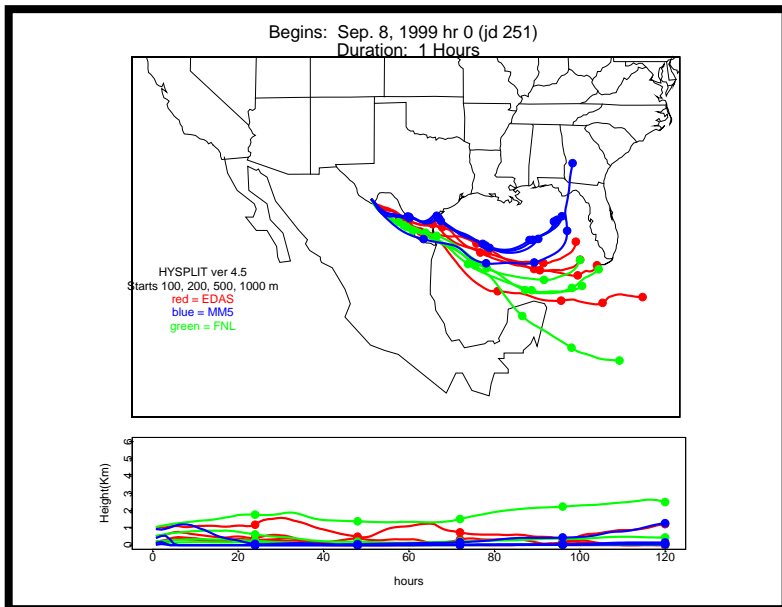 Begins: Sep. 8, 1999 hr 0 (jd 251)
Duration: 1 Hours
HYSPLIT ver 4.5
Starts 100, 200, 500, 1000 m
red = EDAS
blue = MM5
green = FNL
Height(Km)
6
5
4
3
2
1
0
0 20 40 60 80 100 120
hours